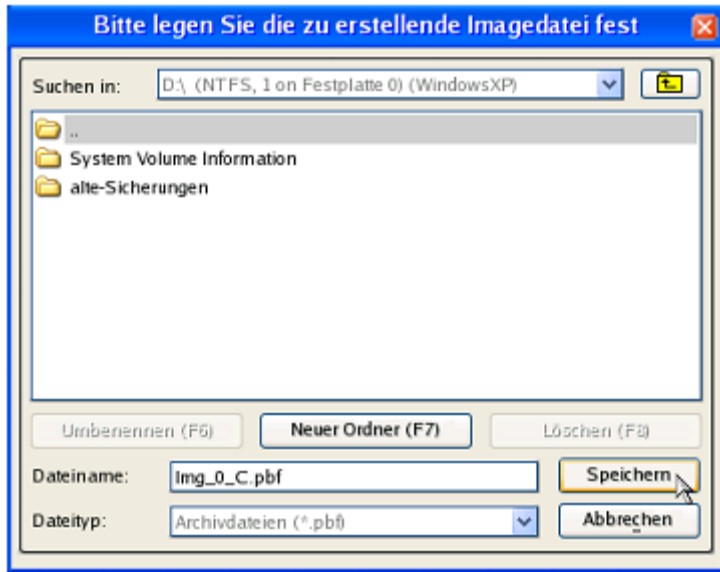 Bitte legen Sie die zu erstellende Imagedatei fest
Suchen in: D:\ (NTFS, 1 on Festplatte 0) (WindowsXP)
..
System Volume Information
alte-Sicherungen
Umbenennen (F6) Neuer Ordner (F7) Löschen (F8)
Dateiname: Img_0_C.pbf Speichern
Dateityp: Archivdateien (*.pbf) Abbrechen